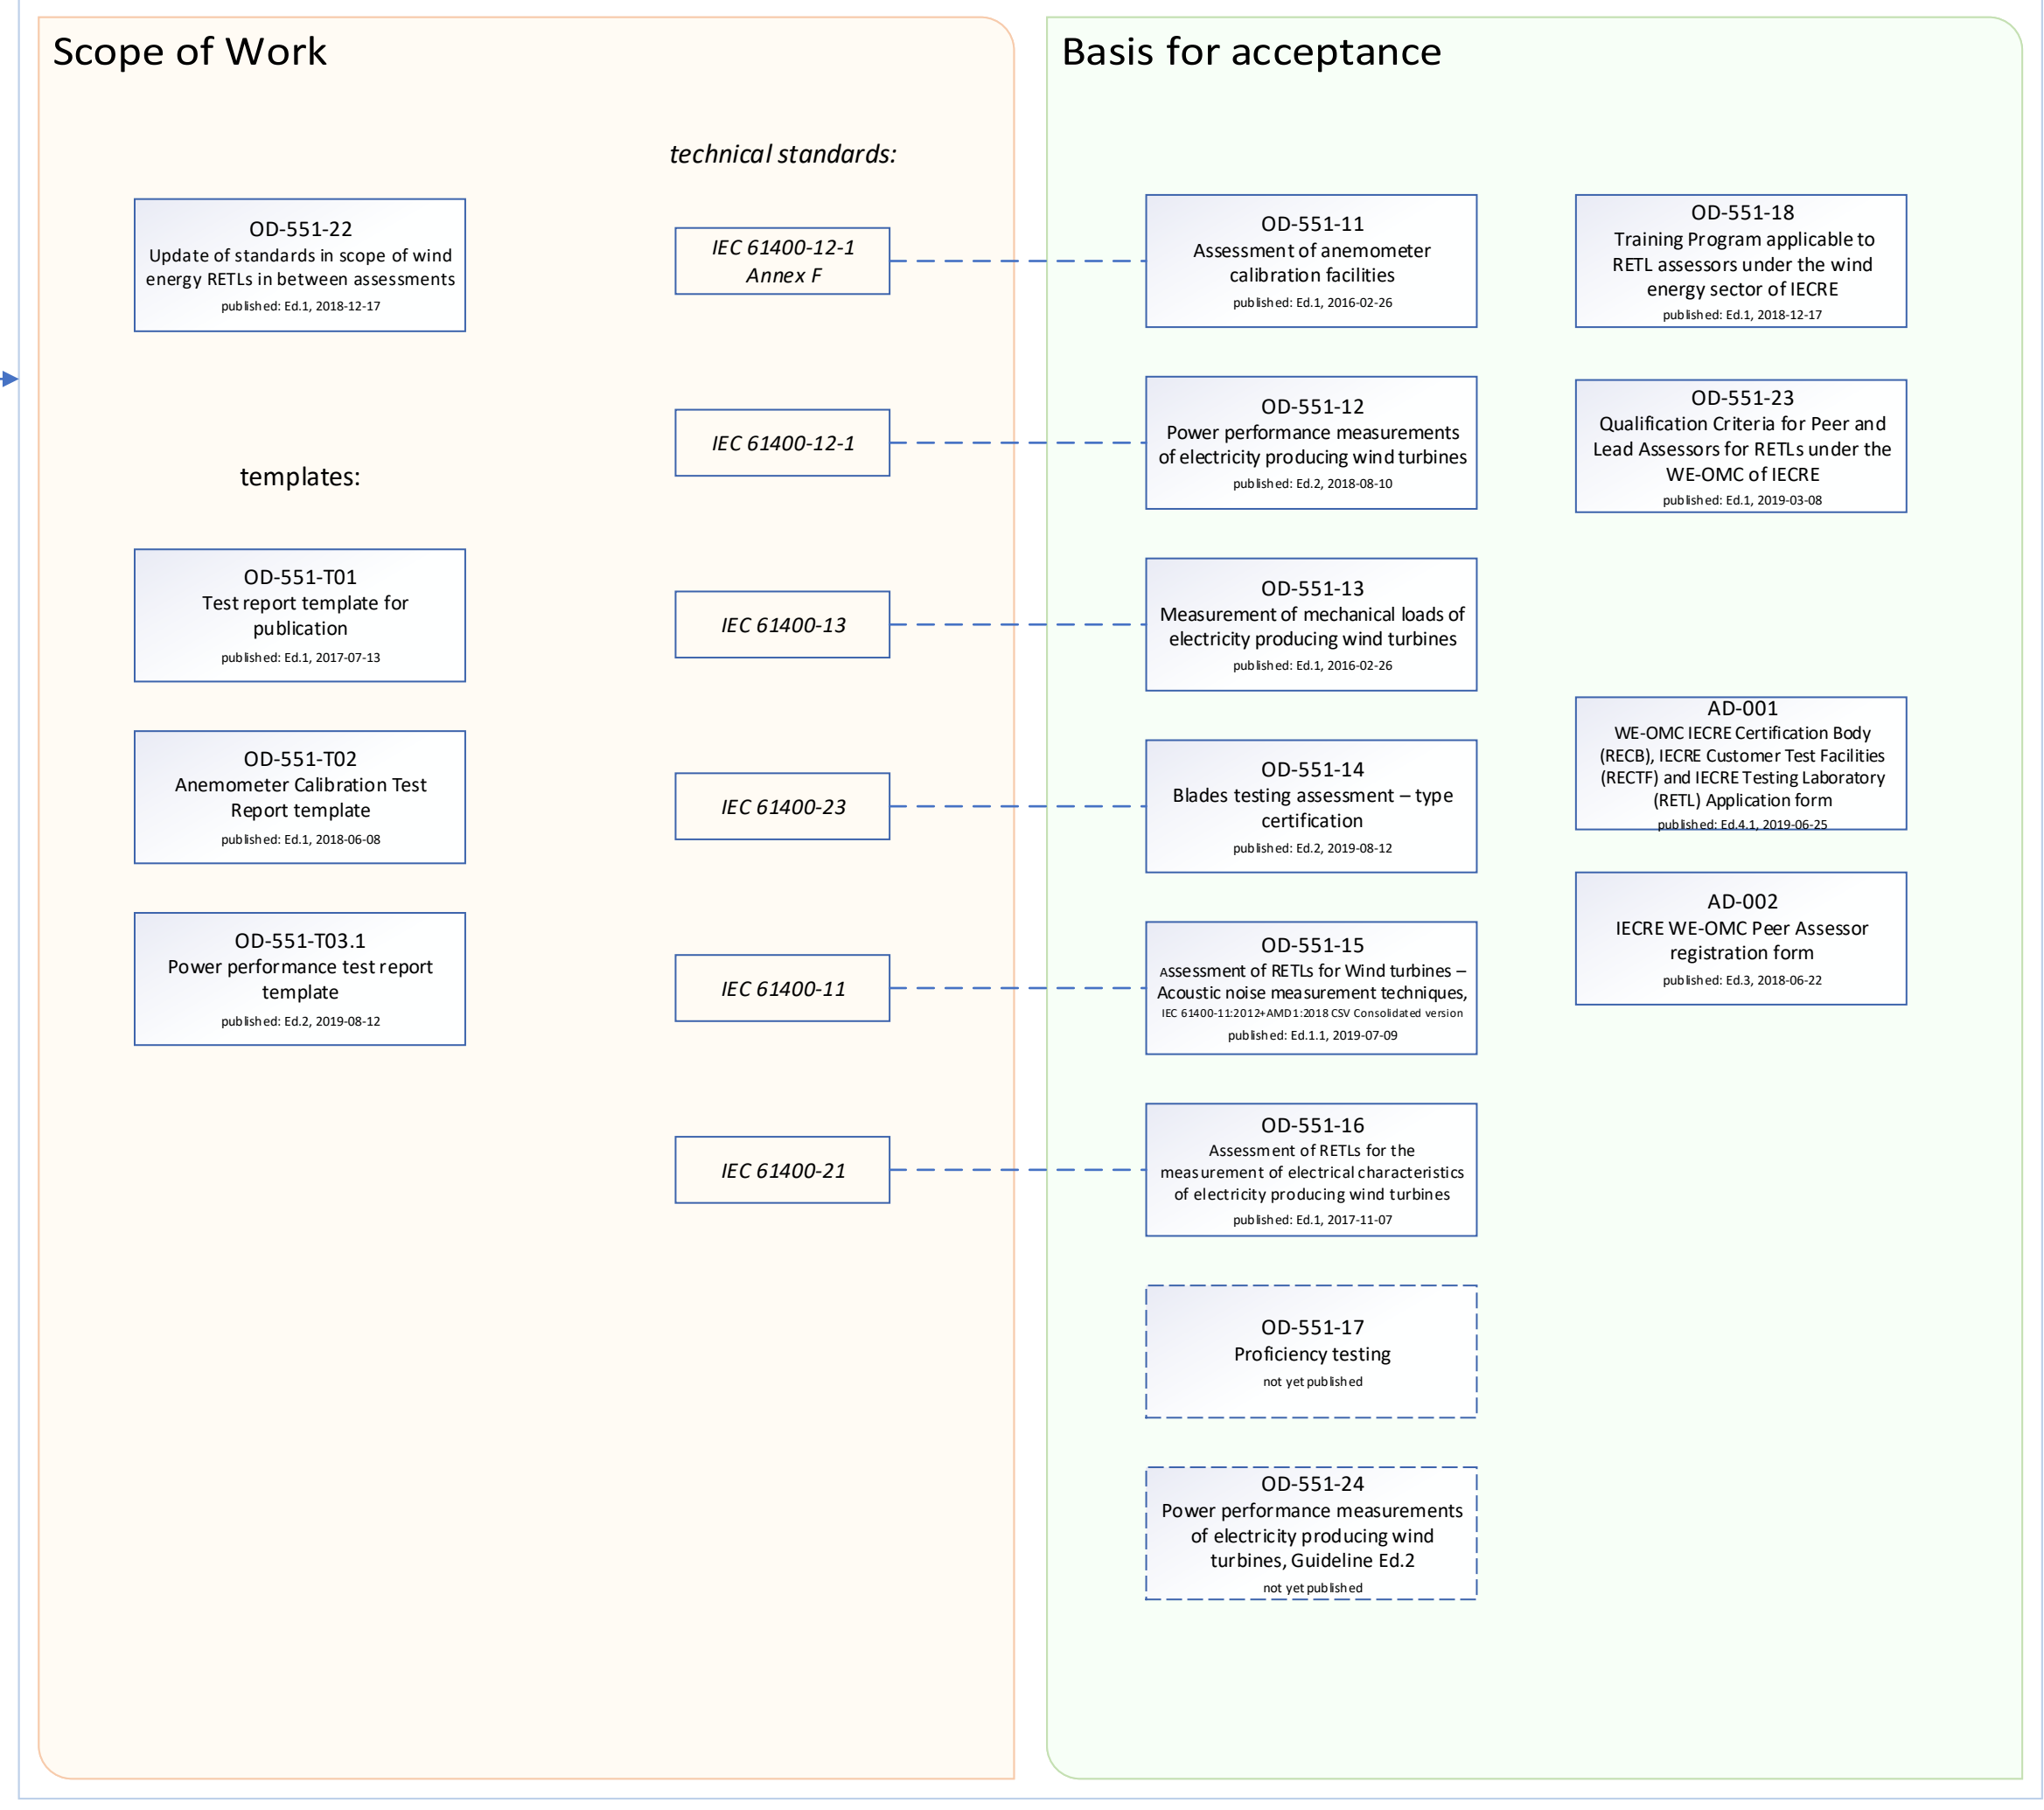 Scope of Work
OD-551-22
Update of standards in scope of wind
energy RETLs in between assessments
published: Ed.1, 2018-12-17
templates:
OD-551-T01
Test report template for
publication
published: Ed.1, 2017-07-13
OD-551-T02
Anemometer Calibration Test
Report template
published: Ed.1, 2018-06-08
OD-551-T03.1
Power performance test report
template
published: Ed.2, 2019-08-12
technical standards:
IEC 61400-12-1
Annex F
IEC 61400-12-1
IEC 61400-13
IEC 61400-23
IEC 61400-11
IEC 61400-21
Basis for acceptance
OD-551-11
Assessment of anemometer
calibration facilities
published: Ed.1, 2016-02-26
OD-551-12
Power performance measurements
of electricity producing wind turbines
published: Ed.2, 2018-08-10
OD-551-13
Measurement of mechanical loads of
electricity producing wind turbines
published: Ed.1, 2016-02-26
OD-551-14
Blades testing assessment – type
certification
published: Ed.2, 2019-08-12
OD-551-15
Assessment of RETLs for Wind turbines –
Acoustic noise measurement techniques,
IEC 61400-11:2012+AMD1:2018 CSV Consolidated version
published: Ed.1.1, 2019-07-09
OD-551-16
Assessment of RETLs for the
measurement of electrical characteristics
of electricity producing wind turbines
published: Ed.1, 2017-11-07
OD-551-17
Proficiency testing
not yet published
OD-551-24
Power performance measurements
of electricity producing wind
turbines, Guideline Ed.2
not yet published
OD-551-18
Training Program applicable to
RETL assessors under the wind
energy sector of IECRE
published: Ed.1, 2018-12-17
OD-551-23
Qualification Criteria for Peer and
Lead Assessors for RETLs under the
WE-OMC of IECRE
published: Ed.1, 2019-03-08
AD-001
WE-OMC IECRE Certification Body
(RECB), IECRE Customer Test Facilities
(RECTF) and IECRE Testing Laboratory
(RETL) Application form
published: Ed.4.1, 2019-06-25
AD-002
IECRE WE-OMC Peer Assessor
registration form
published: Ed.3, 2018-06-22